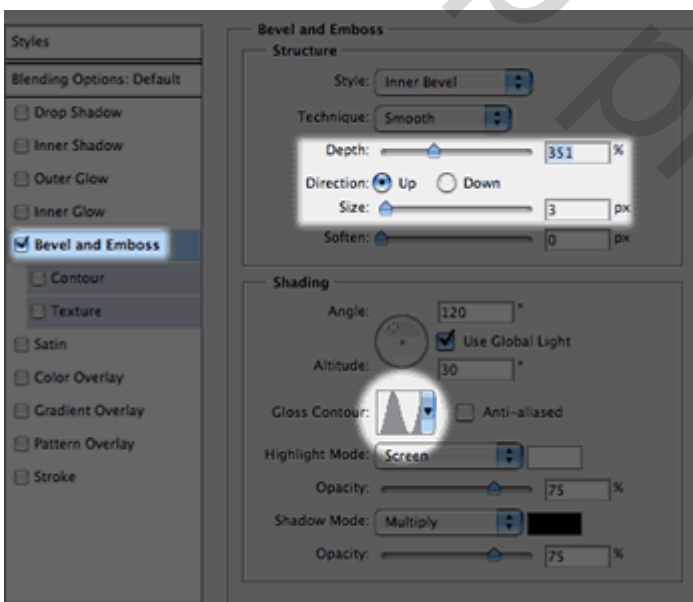 Styles
Blending Options: Default
Drop Shadow
Inner Shadow
Outer Glow
Inner Glow
Bevel and Emboss
Contour
Texture
Satin
Color Overlay
Gradient Overlay
Pattern Overlay
Stroke
Bevel and Emboss
Structure
Style: Inner Bevel
Technique: Smooth
Depth: 351 %
Direction: Up Down
Size: 3 px
Soften: 0 px
Shading
Angle: 120 °
Use Global Light
Altitude: 30 °
Gloss Contour: Anti-aliased
Highlight Mode: Screen
Opacity: 75 %
Shadow Mode: Multiply
Opacity: 75 %